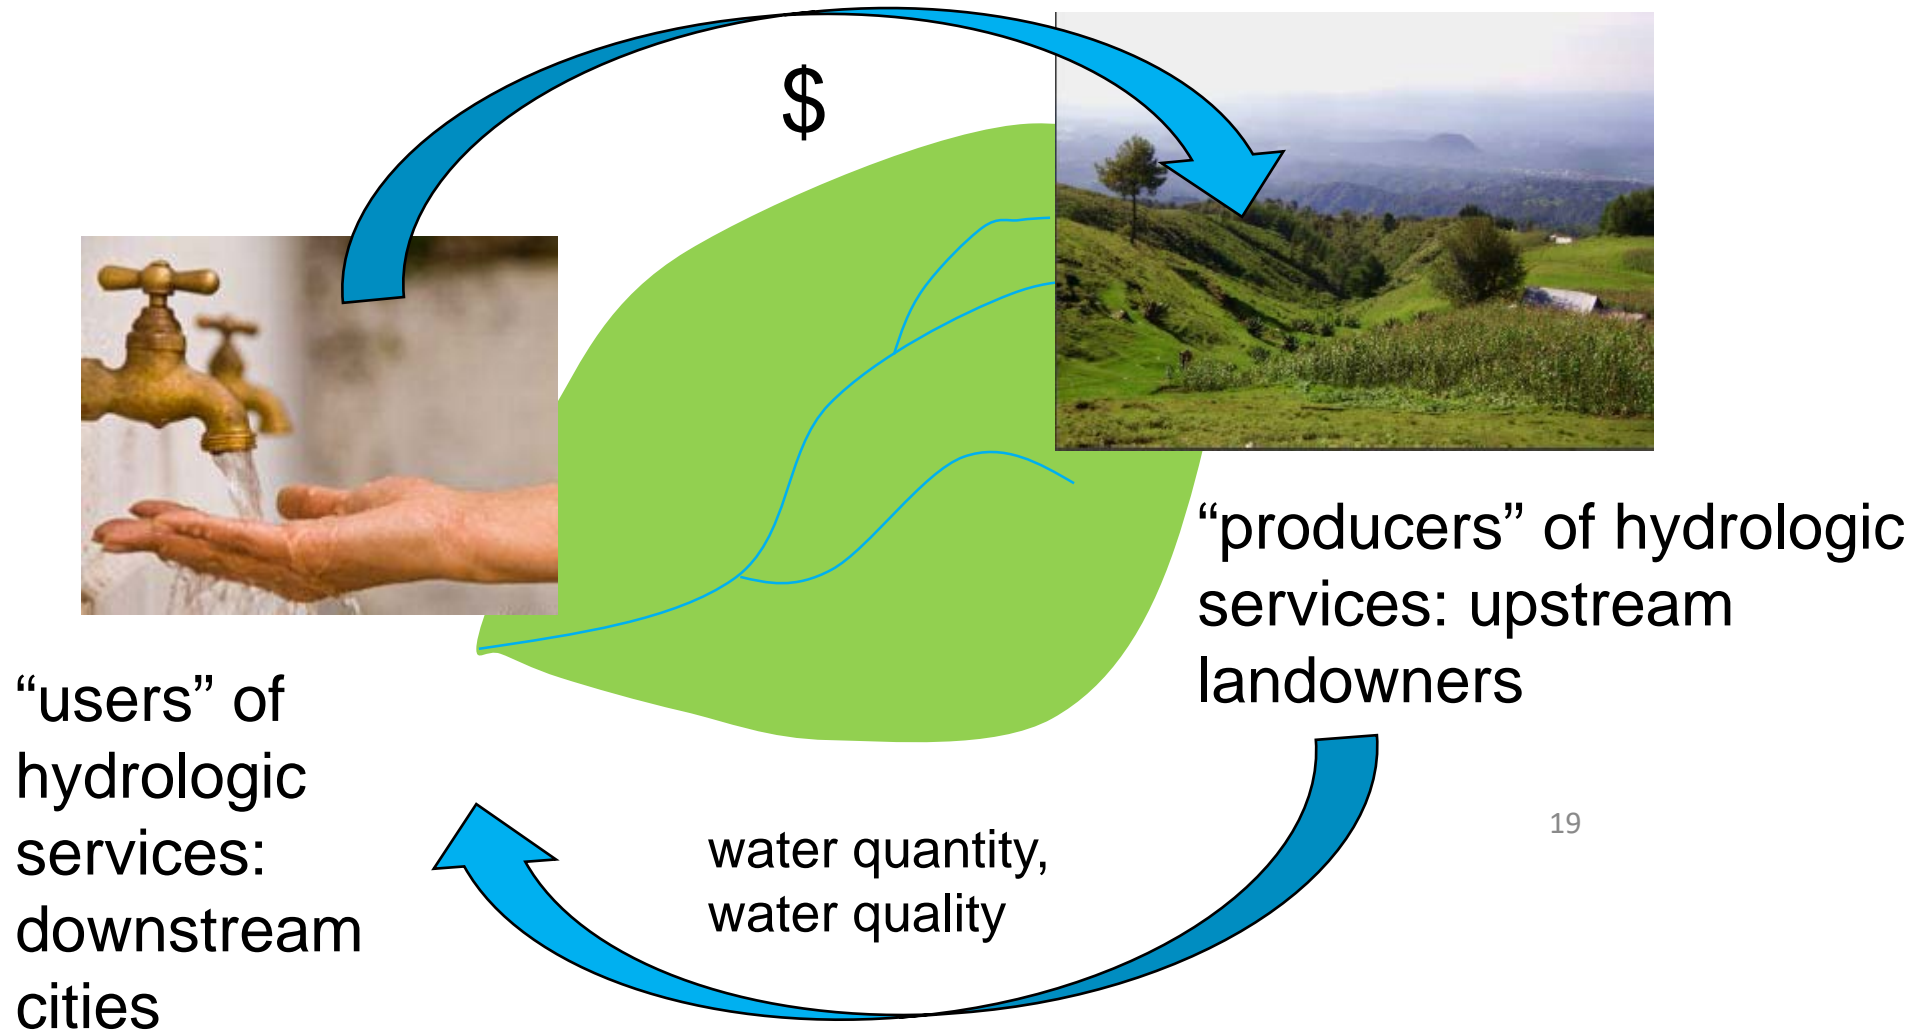 $
“producers” of hydrologic
services: upstream
landowners
“users” of
hydrologic
services:
downstream
cities
water quantity,
water quality
19